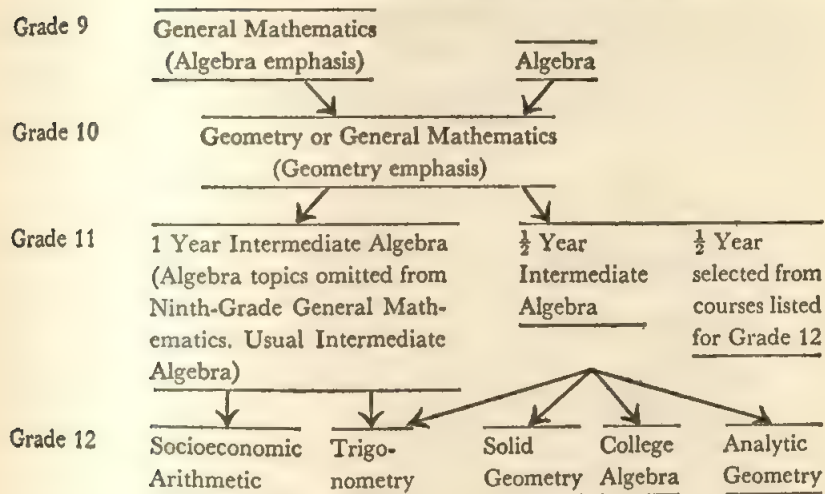 Grade 9
General Mathematics
(Algebra emphasis)
Algebra
Grade 10
Geometry or General Mathematics
(Geometry emphasis)
Grade 11
1 Year Intermediate Algebra
(Algebra topics omitted from
Ninth-Grade General Math-
ematics. Usual Intermediate
Algebra)
½ Year
Intermediate
Algebra
½ Year
selected from
courses listed
for Grade 12
Grade 12
Socioeconomic
Arithmetic
Trigo-
nometry
Solid
Geometry
College
Algebra
Analytic
Geometry